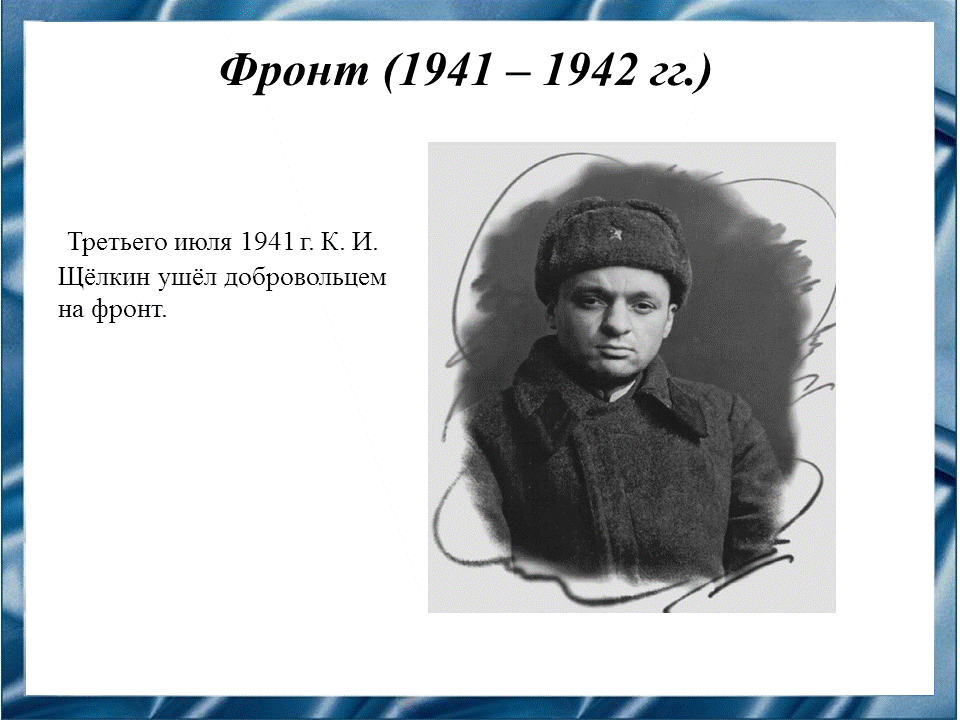 Фронт (1941 – 1942 гг.)
Третьего июля 1941 г. К. И.
Щёлкин ушёл добровольцем
на фронт.